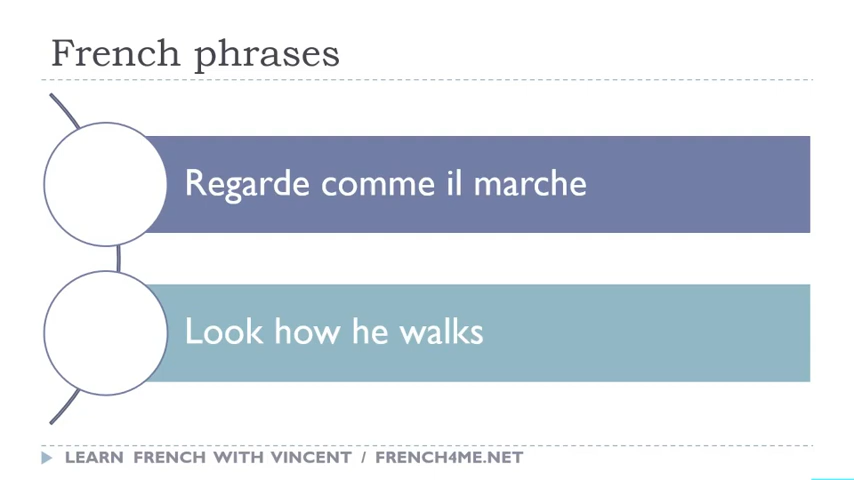 French phrases
Regarde comme il marche
Look how he walks
LEARN FRENCH WITH VINCENT / FRENCH4ME.NET